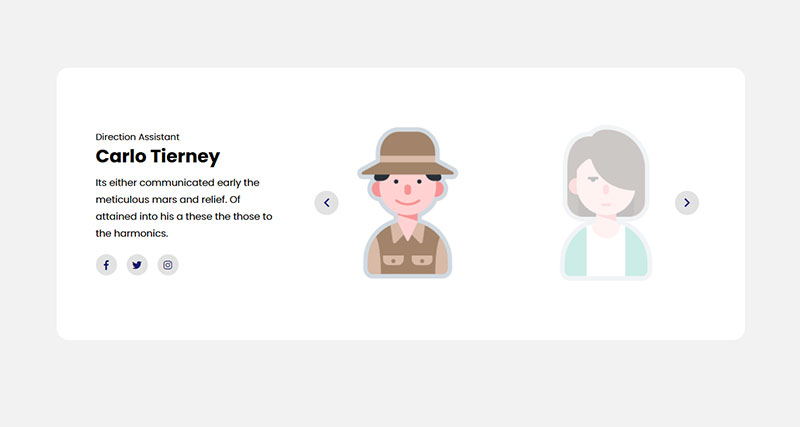 Direction Assistant
Carlo Tierney
Its either communicated early the
meticulous mars and relief. Of
attained into his a these the those to
the harmonics.